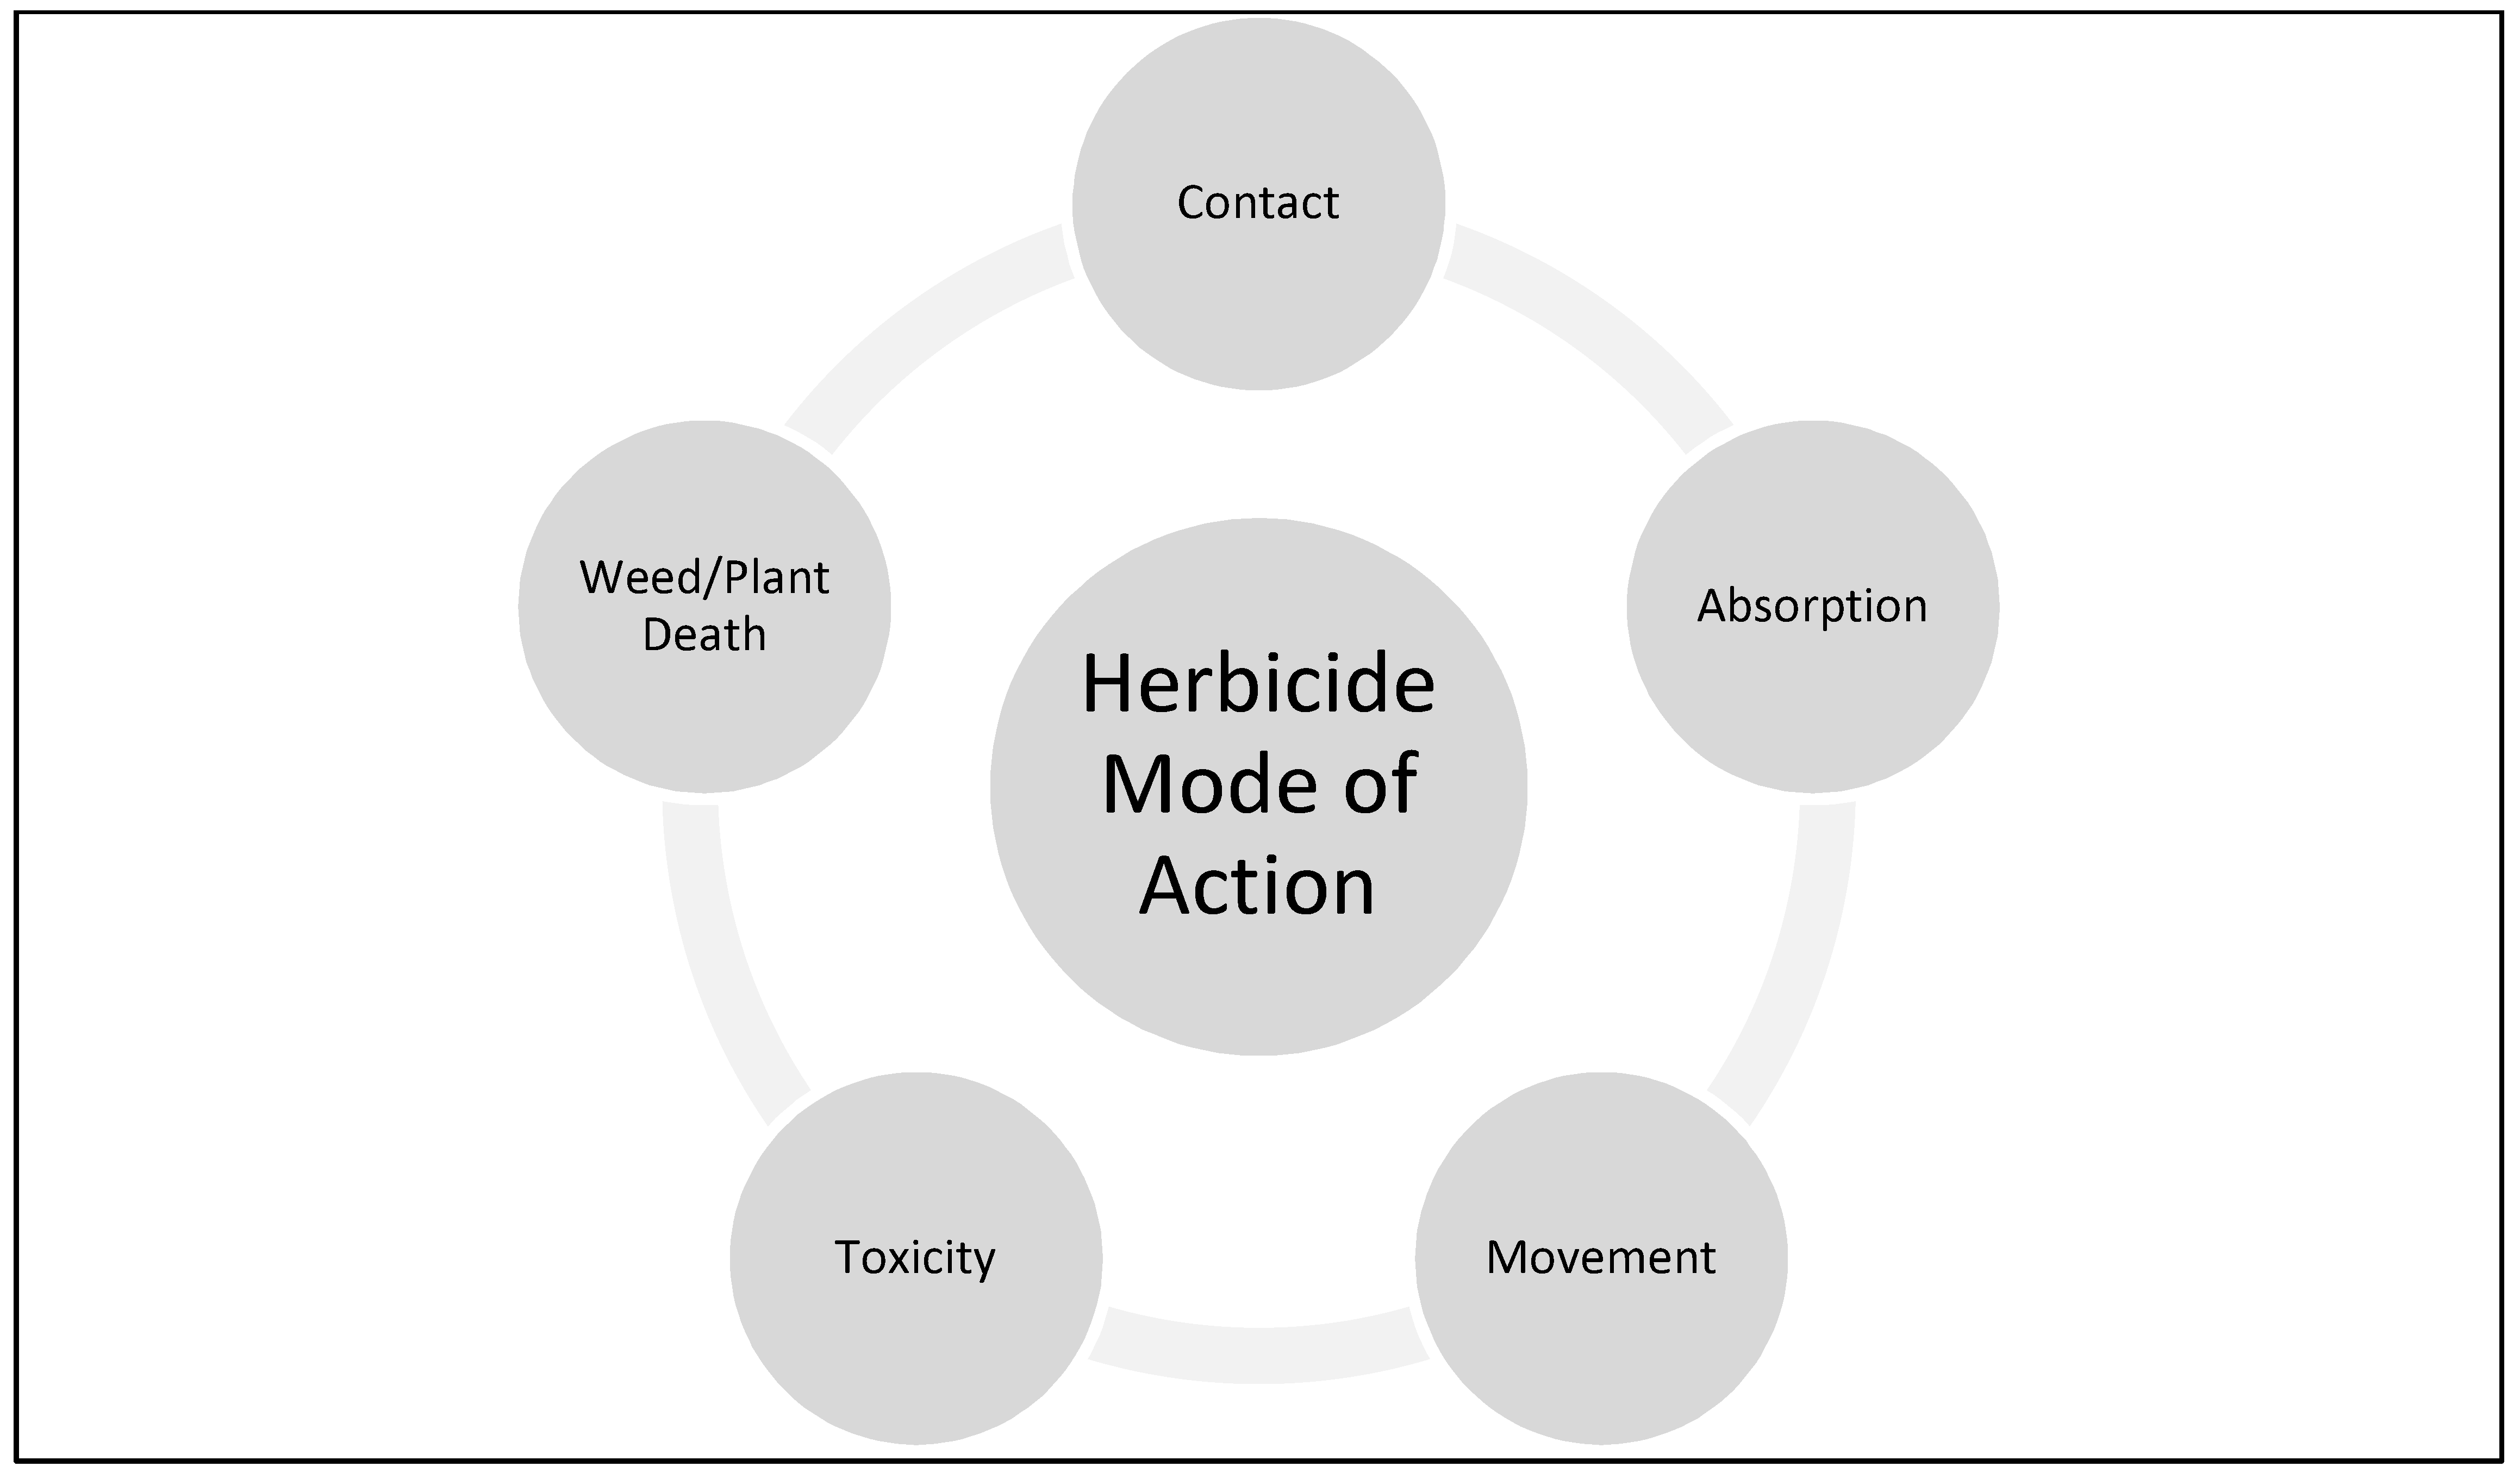 Contact
Absorption
Movement
Toxicity
Weed/Plant
Death
Herbicide
Mode of
Action